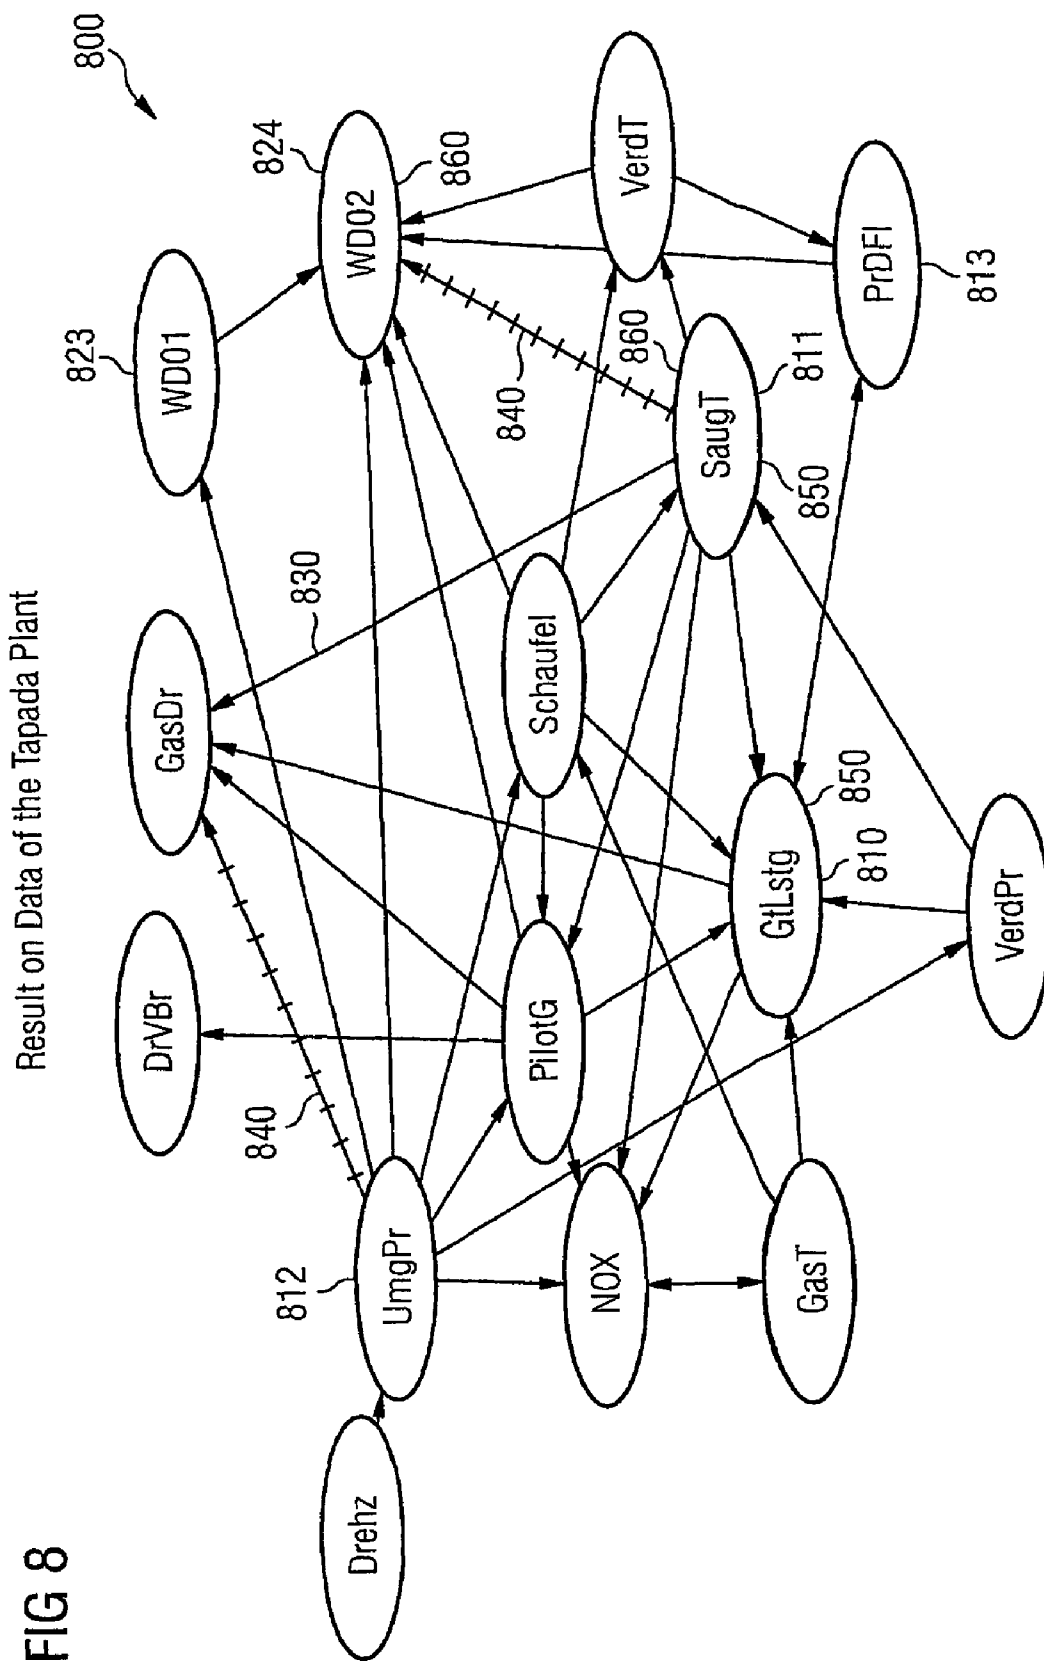 FIG 8
Result on Data of the Tapada Plant
800
823
DrVBr
GasDr
WD01
840
824
812
830
Drehz
WD02
UmgPr
860
840
PilotG
Schaufel
NOX
VerdT
860
SaugT
GtLstg
GasT
850
811
850
810
PrDFl
813
VerdPr